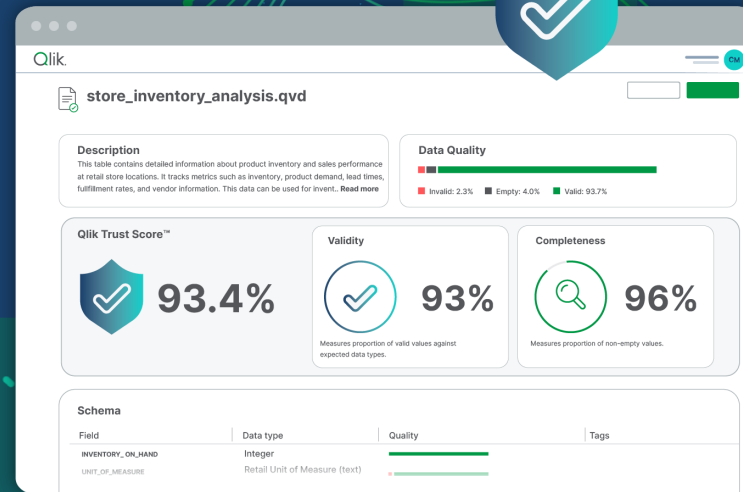 Qlik.
CM
store_inventory_analysis.qvd
Description
This table contains detailed information about product inventory and sales performance
at retail store locations. It tracks metrics such as inventory, product demand, lead times,
fullfillment rates, and vendor information. This data can be used for invent.. Read more
Data Quality
Invalid: 2.3% Empty: 4.0% Valid: 93.7%
Qlik Trust Score™
93.4%
Validity
93%
Measures proportion of valid values against
expected data types.
Completeness
96%
Measures proportion of non-empty values.
Schema
Field Data type Quality Tags
INVENTORY_ON_HAND Integer
UNIT_OF_MEASURE Retail Unit of Measure (text)